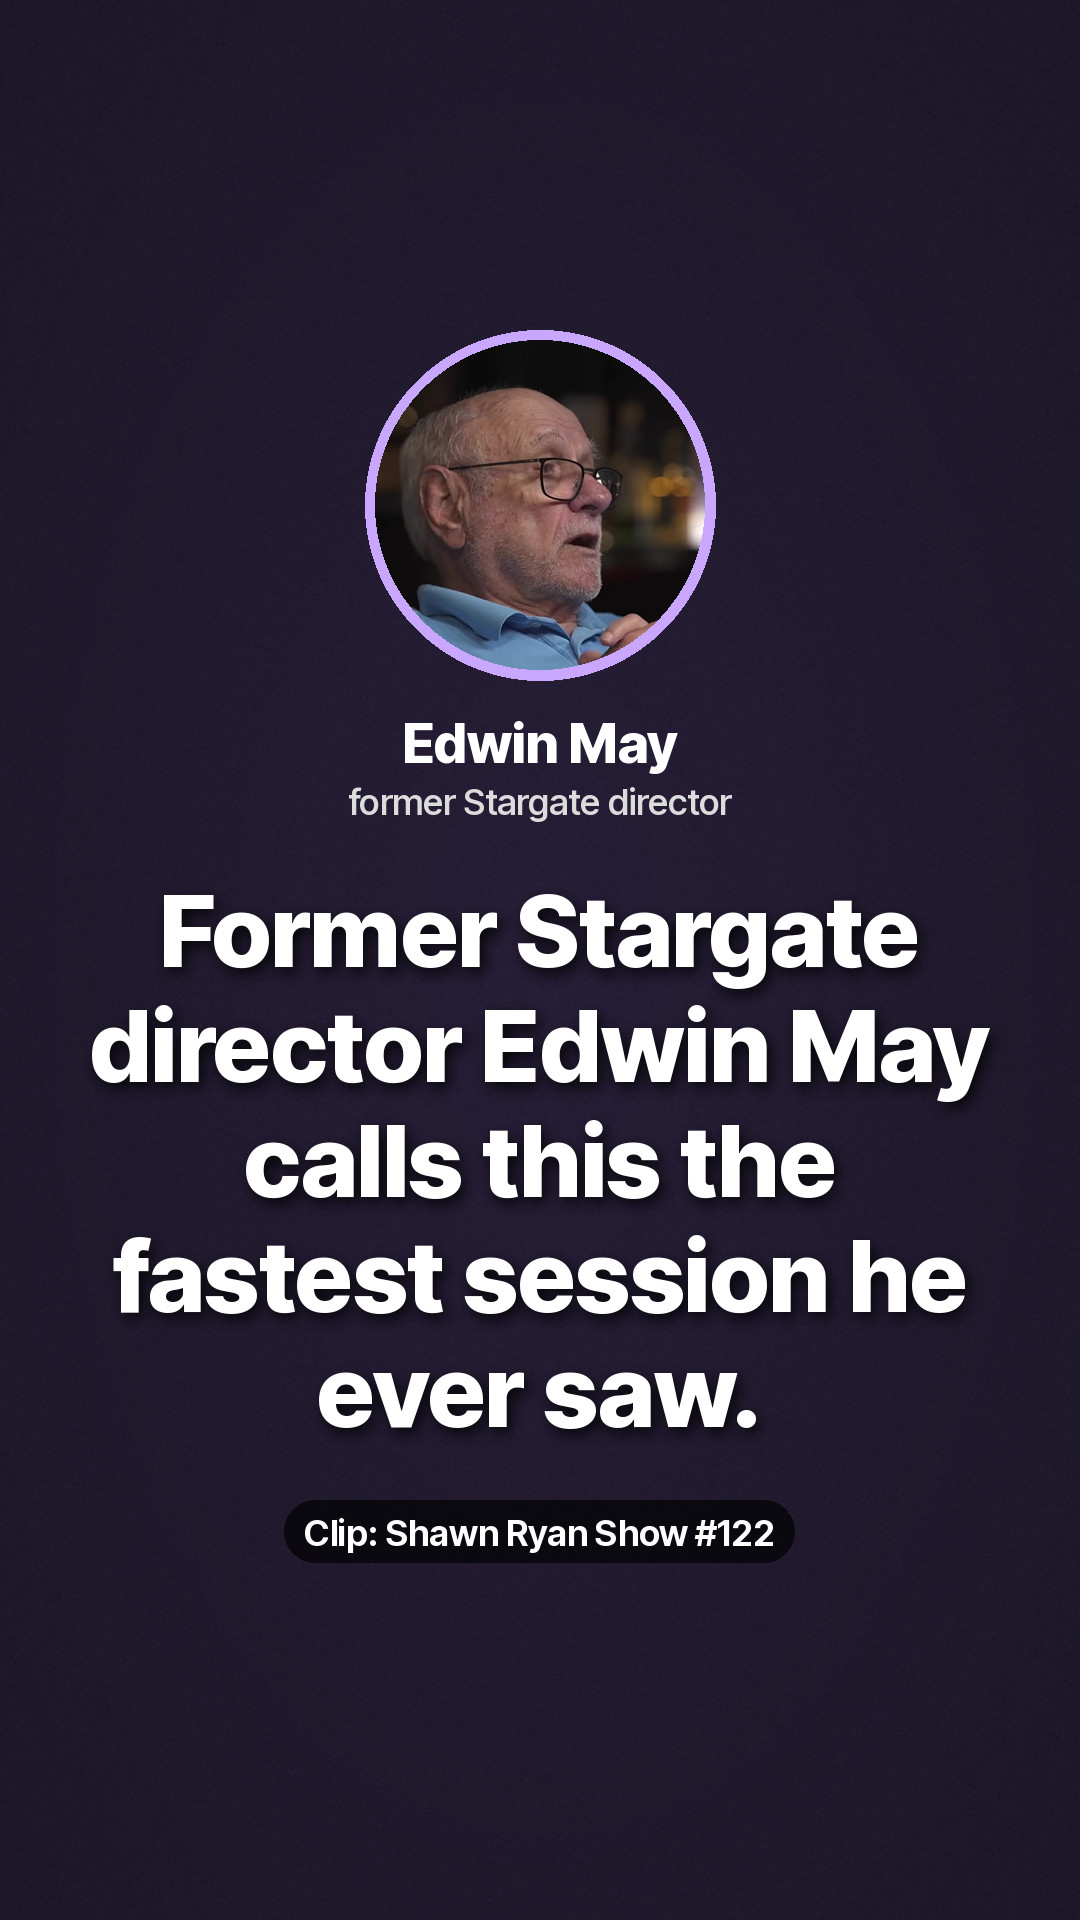 Edwin May
former Stargate director
Former Stargate
director Edwin May
calls this the
fastest session he
ever saw.
Clip: Shawn Ryan Show #122